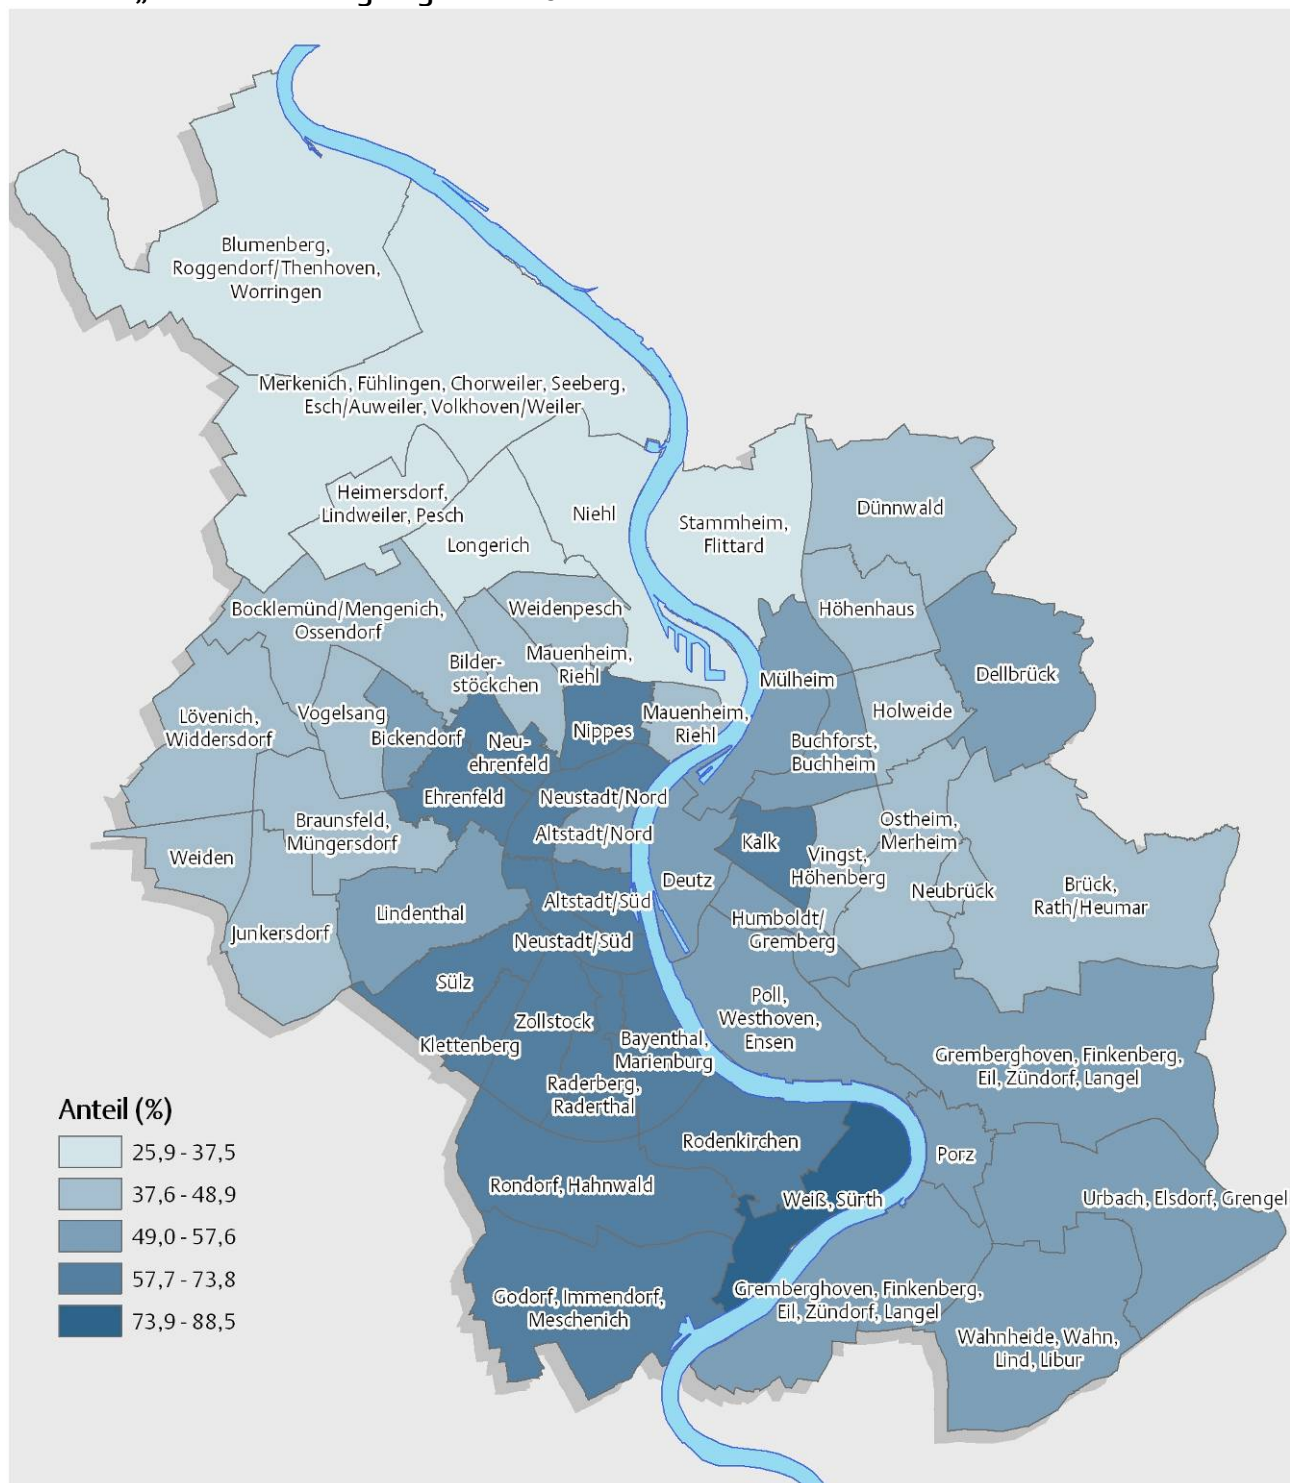 Blumenberg,
Roggendorf/Thenhoven,
Worringen
Merkenich, Fühlingen, Chorweiler, Seeberg,
Esch/Auweiler, Volkhoven/Weiler
Heimersdorf,
Lindweiler, Pesch
Niehl
Longerich
Stammheim,
Flittard
Dünnwald
Bocklemünd/Mengenich,
Ossendorf
Weidenpesch
Höhenhaus
Mauenheim,
Riehl
Bilder-
stöckchen
Mülheim
Dellbrück
Lövenich,
Widdersdorf
Vogelsang
Bickendorf
Neu-
ehrenfeld
Nippes
Mauenheim,
Riehl
Holweide
Buchforst,
Buchheim
Ehrenfeld
Neustadt/Nord
Braunsfeld,
Müngersdorf
Altstadt/Nord
Ostheim,
Merheim
Kalk
Weiden
Vingst,
Höhenberg
Deutz
Neubrück
Brück,
Rath/Heumar
Lindenthal
Altstadt/Süd
Humboldt/
Gremberg
Junkersdorf
Neustadt/Süd
Sülz
Poll,
Westhoven,
Ensen
Zollstock
Klettenberg
Bayenthal,
Marienburg
Gremberghoven, Finkenberg,
Eil, Zündorf, Langel
Raderberg,
Raderthal
Rodenkirchen
Porz
Rondorf, Hahnwald
Weiß, Sürth
Urbach, Elsdorf, Grengel
Godorf, Immendorf,
Meschenich
Gremberghoven, Finkenberg,
Eil, Zündorf, Langel
Wahnheide, Wahn,
Lind, Libur
Anteil (%)
25,9 - 37,5
37,6 - 48,9
49,0 - 57,6
57,7 - 73,8
73,9 - 88,5